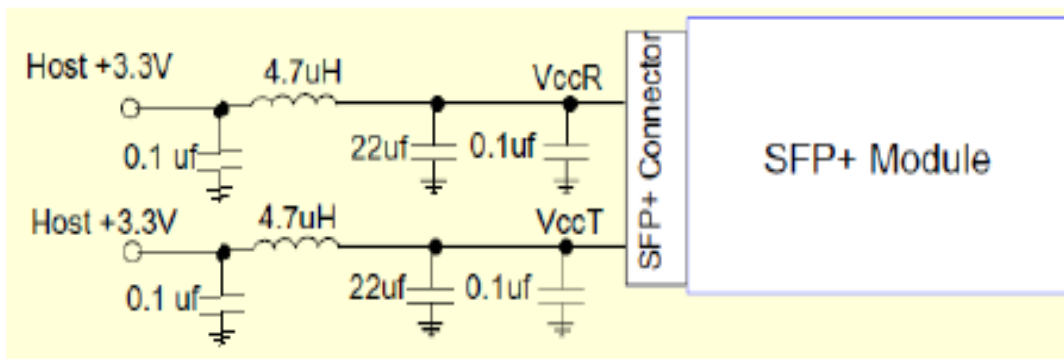 Host +3.3V
4.7uH
VccR
0.1 uf
22uf
0.1uf
Host +3.3V
4.7uH
VccT
0.1 uf
22uf
0.1uf
SFP+ Connector
SFP+ Module